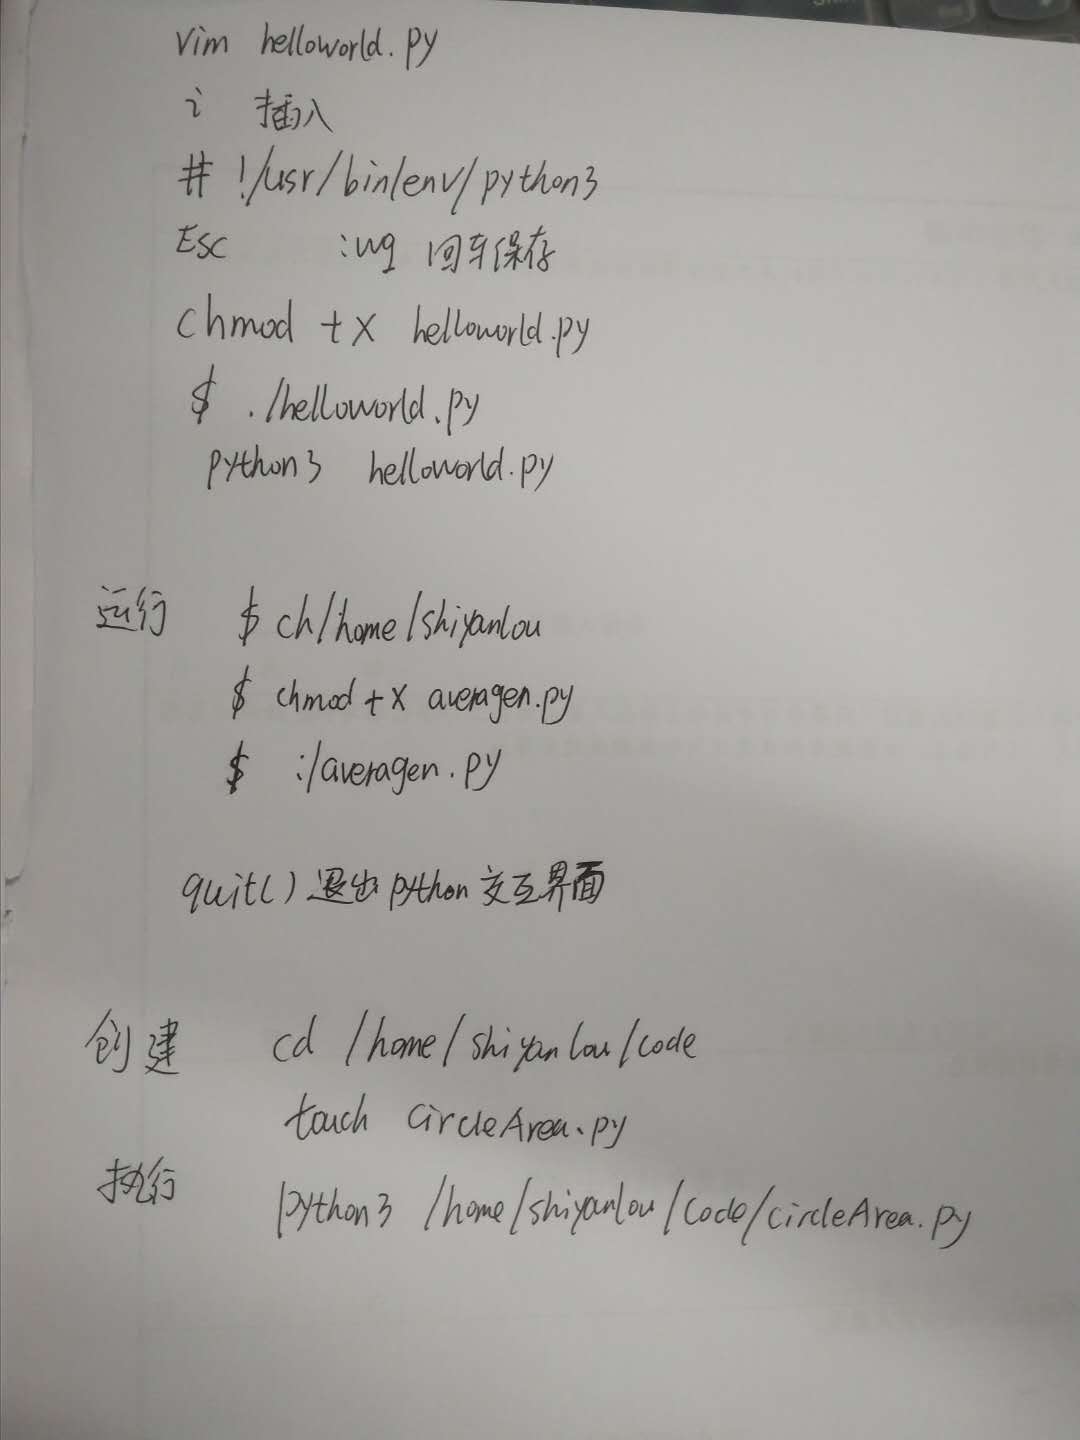 vim helloworld.py
i 插入
# !/usr/bin/env/python3
Esc :wq 回车保存
chmod +x helloworld.py
$ ./helloworld.py
python3 helloworld.py
运行 $ ch/home/shiyanlou
$ chmod +x averagen.py
$ :/averagen.py
quit() 退出 python 交互界面
创建 cd /home/shiyanlou/code
touch circleArea.py
执行 python3 /home/shiyanlou/code/circleArea.py